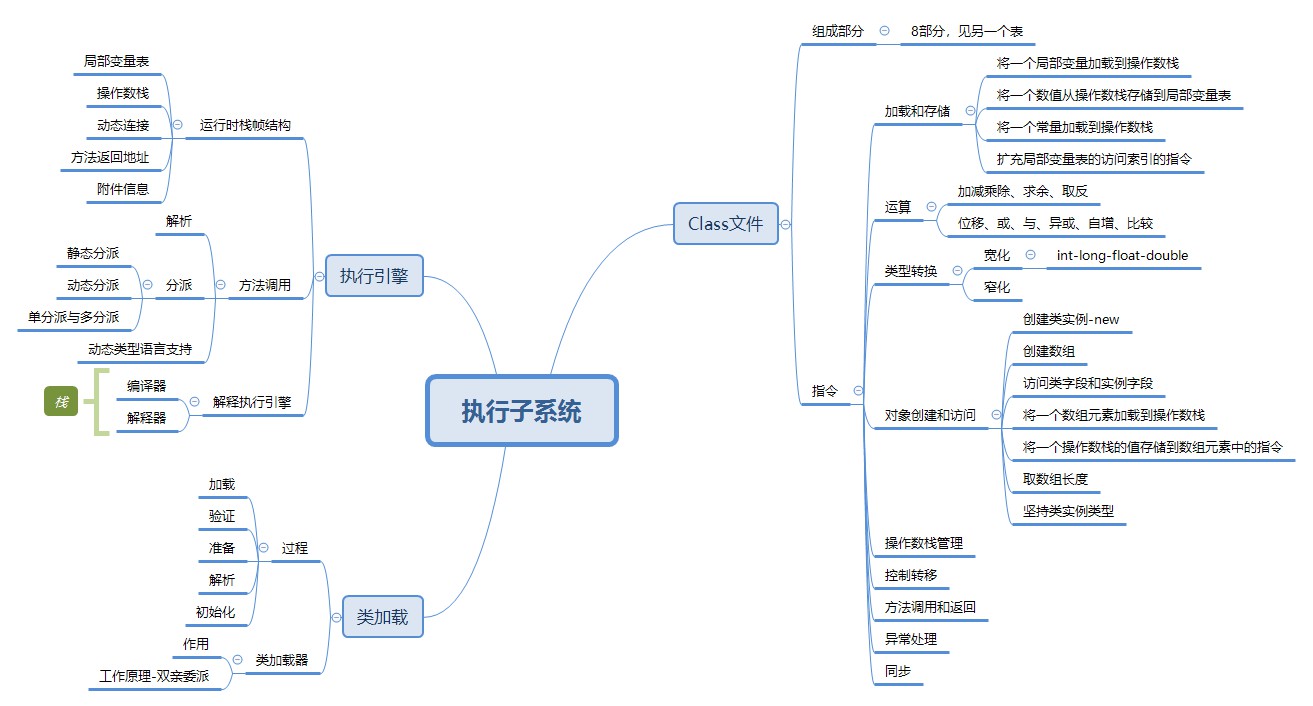 执行子系统
Class文件
组成部分
8部分，见另一个表
指令
加载和存储
将一个局部变量加载到操作数栈
将一个数值从操作数栈存储到局部变量表
将一个常量加载到操作数栈
扩充局部变量表的访问索引的指令
运算
加减乘除、求余、取反
位移、或、与、异或、自增、比较
类型转换
宽化
int-long-float-double
窄化
对象创建和访问
创建类实例-new
创建数组
访问类字段和实例字段
将一个数组元素加载到操作数栈
将一个操作数栈的值存储到数组元素中的指令
取数组长度
坚持类实例类型
操作数栈管理
控制转移
方法调用和返回
异常处理
同步
执行引擎
运行时栈帧结构
局部变量表
操作数栈
动态连接
方法返回地址
附件信息
方法调用
解析
分派
静态分派
动态分派
单分派与多分派
动态类型语言支持
解释执行引擎
编译器
解释器
栈
类加载
过程
加载
验证
准备
解析
初始化
类加载器
作用
工作原理-双亲委派